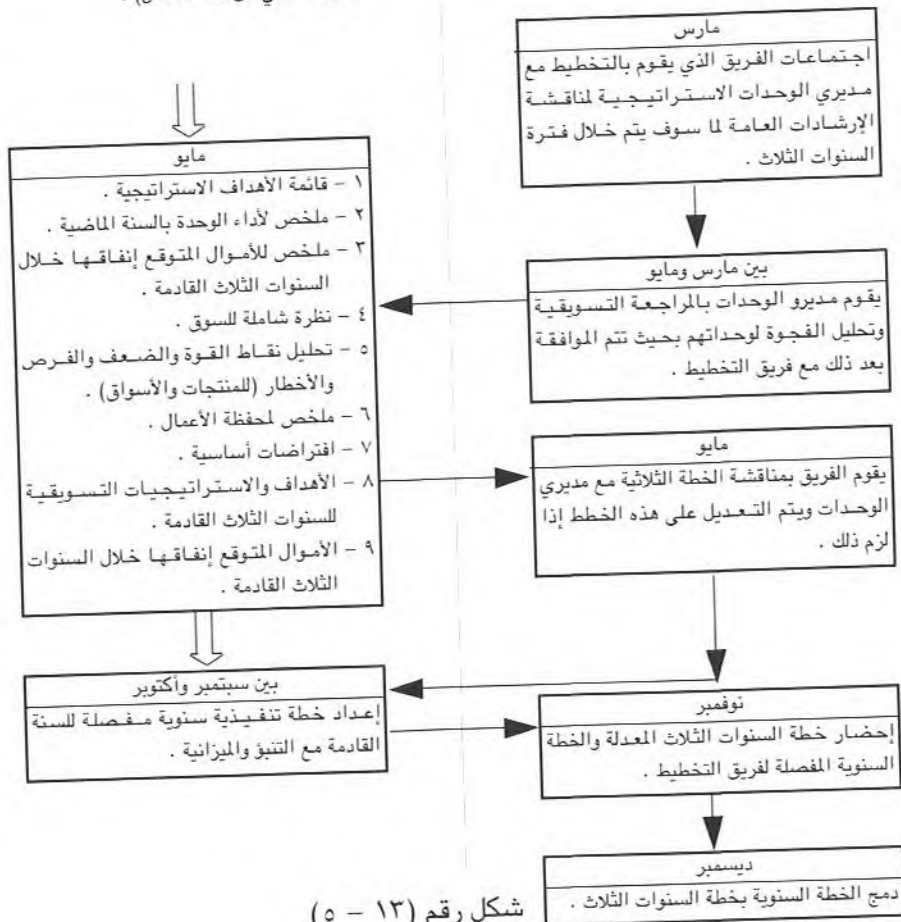 مارس
اجتماعات الفريق الذي يقوم بالتخطيط مع
مديري الوحدات الاستراتيجية لمناقشة
الإرشادات العامة لما سوف يتم خلال فترة
السنوات الثلاث .
بين مارس ومايو
يقوم مديرو الوحدات بالمراجعة التسويقية
وتحليل الفجوة لوحداتهم بحيث تتم الموافقة
بعد ذلك مع فريق التخطيط .
مايو
١ - قائمة الأهداف الاستراتيجية .
٢ - ملخص لأداء الوحدة بالسنة الماضية .
٣ - ملخص للأموال المتوقع إنفاقها خلال
السنوات الثلاث القادمة .
٤ - نظرة شاملة للسوق .
٥ - تحليل نقاط القوة والضعف والفرص
والأخطار (للمنتجات والأسواق) .
٦ - ملخص لمحفظة الأعمال .
٧ - افتراضات أساسية .
٨ - الأهداف والاستراتيجيات التسويقية
للسنوات الثلاث القادمة .
٩ - الأموال المتوقع إنفاقها خلال السنوات
الثلاث القادمة .
مايو
يقوم الفريق بمناقشة الخطة الثلاثية مع مديري
الوحدات ويتم التعديل على هذه الخطط إذا
لزم ذلك .
بين سبتمبر وأكتوبر
إعداد خطة تنفيذية سنوية مفصلة للسنة
القادمة مع التنبؤ والميزانية .
نوفمبر
إحضار خطة السنوات الثلاث المعدلة والخطة
السنوية المفصلة لفريق التخطيط .
ديسمبر
دمج الخطة السنوية بخطة السنوات الثلاث .
شكل رقم (١٣ - ٥)